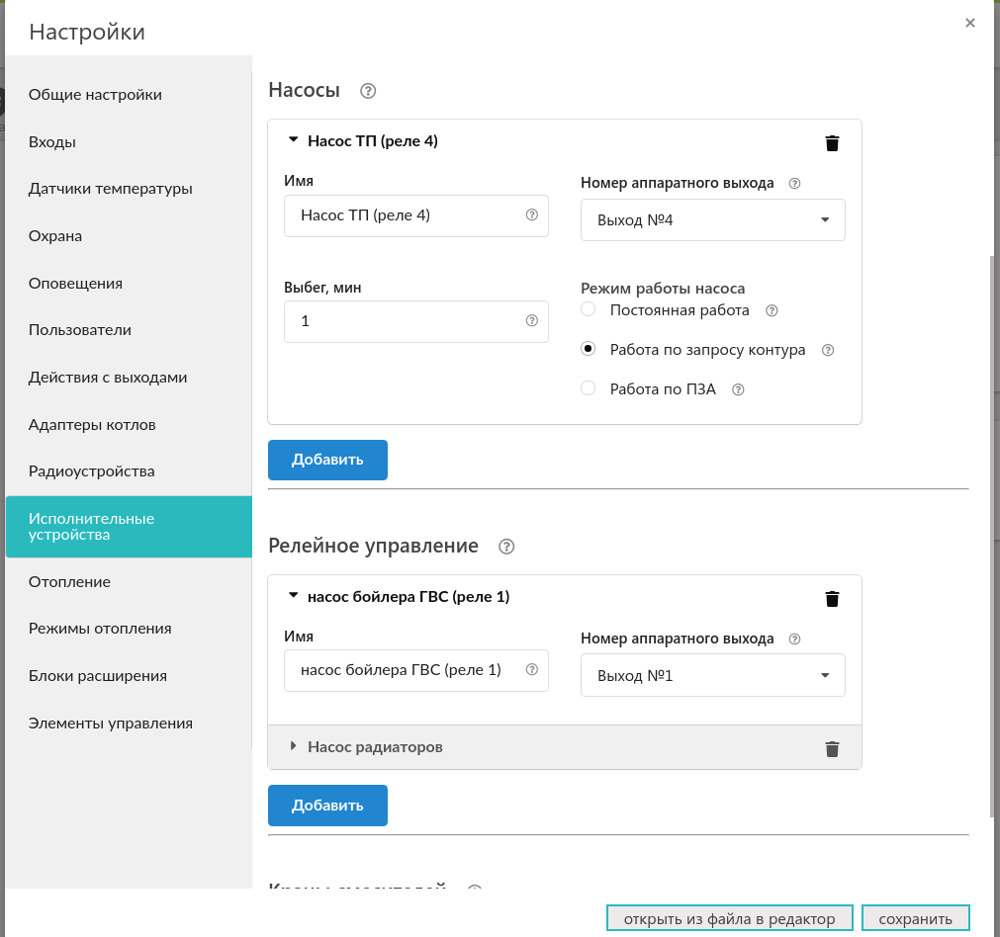 Настройки
×
Общие настройки
Входы
Датчики температуры
Охрана
Оповещения
Пользователи
Действия с выходами
Адаптеры котлов
Радиоустройства
Исполнительные
устройства
Отопление
Режимы отопления
Блоки расширения
Элементы управления
Насосы ?
Насос ТП (реле 4)
Имя
Насос ТП (реле 4) ?
Номер аппаратного выхода ?
Выход №4
Выбег, мин
1 ?
Режим работы насоса
Постоянная работа ?
Работа по запросу контура ?
Работа по ПЗА ?
Добавить
Релейное управление ?
насос бойлера ГВС (реле 1)
Имя
насос бойлера ГВС (реле 1) ?
Номер аппаратного выхода ?
Выход №1
Насос радиаторов
Добавить
Краны смесителей
открыть из файла в редактор
сохранить